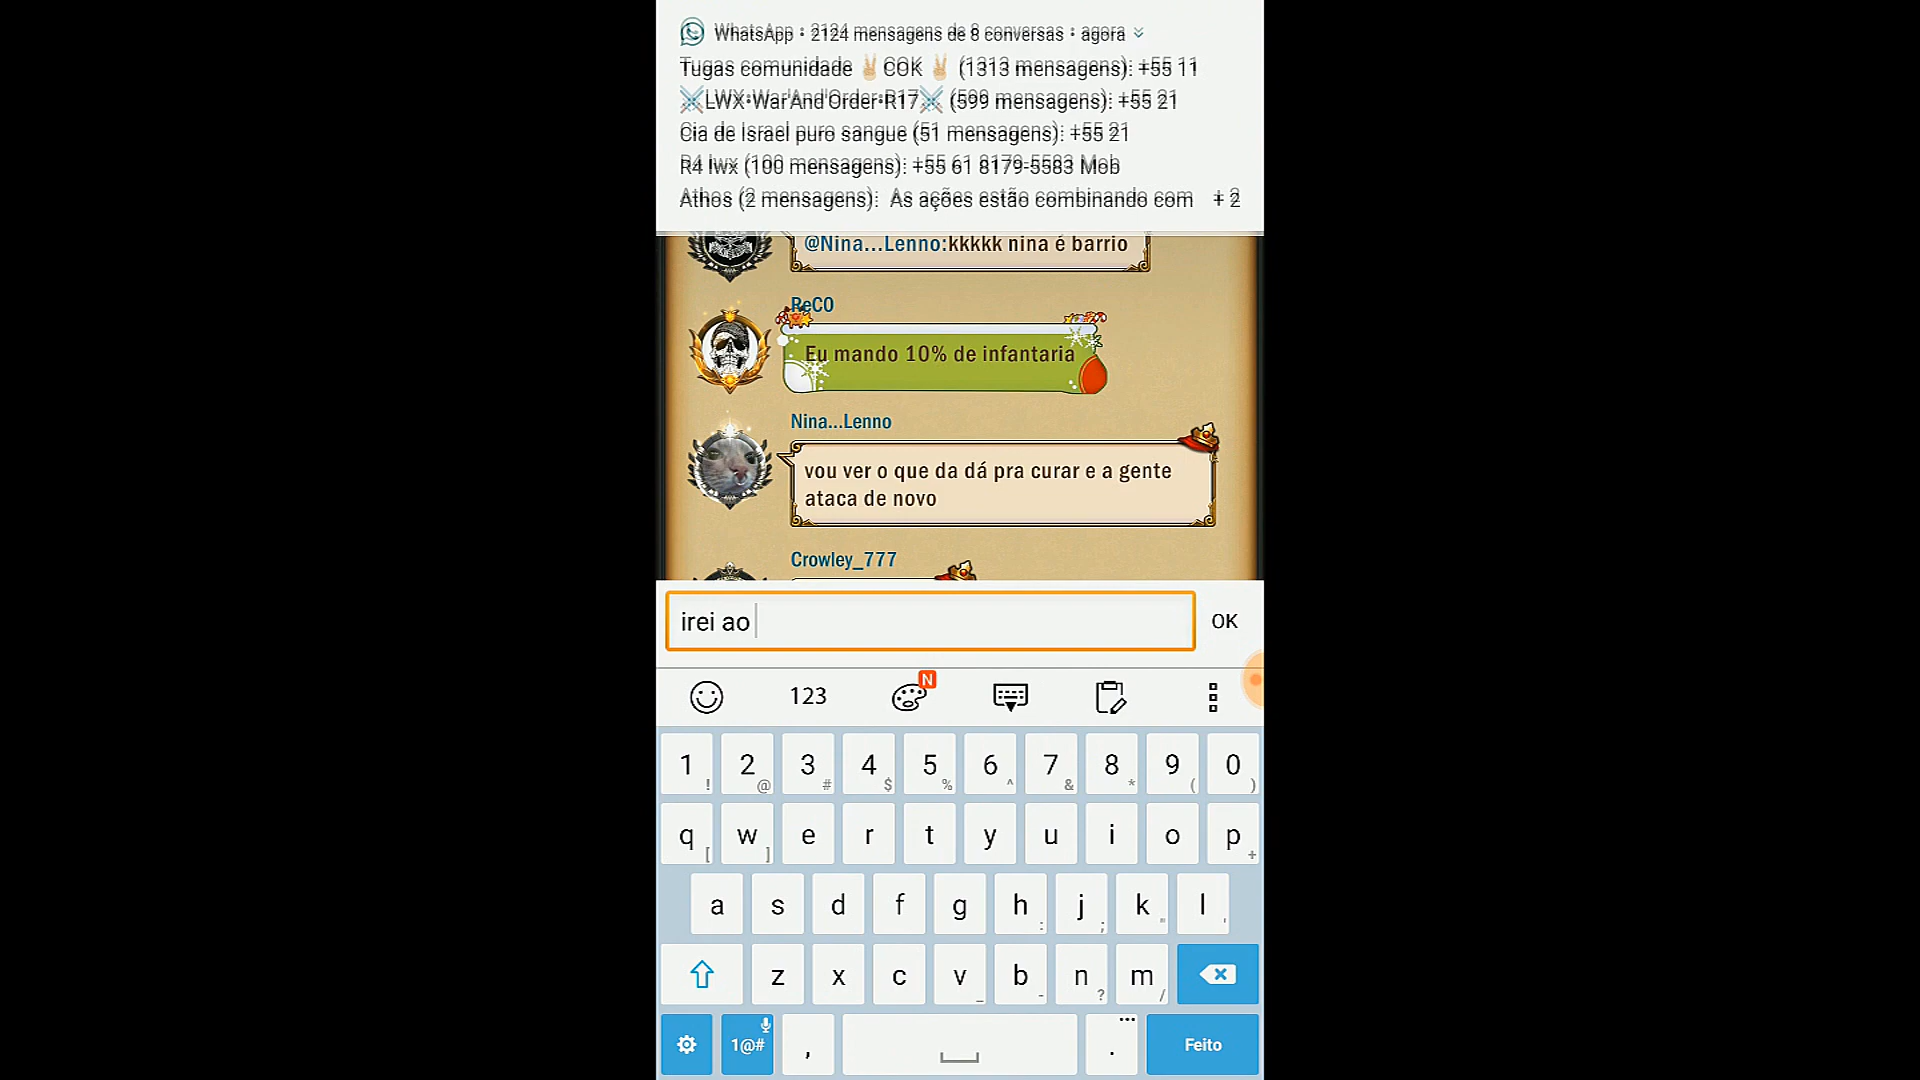 WhatsApp • 2124 mensagens de 8 conversas • agora
Tugas comunidade ✌🏻COK ✌🏻 (1313 mensagens): +55 11
⚔LWX•War'And'Order•R17⚔ (599 mensagens): +55 21
Cia de Israel puro sangue (51 mensagens): +55 21
R4 lwx (100 mensagens): +55 61 8179-5583 Mob
Athos (2 mensagens): As ações estão combinando com + 2
@Nina...Lenno:kkkkk nina é barrio
ReCO
Eu mando 10% de infantaria
Nina...Lenno
vou ver o que da dá pra curar e a gente
ataca de novo
Crowley_777
irei ao
OK
N
123
1 ! 2 @ 3 # 4 $ 5 % 6 ^ 7 & 8 * 9 ( 0 )
q [ w ] e r t y u i o p +
a s d f g h : j ; k " l '
z x c v _ b - n ? m /
1@# , . ... Feito